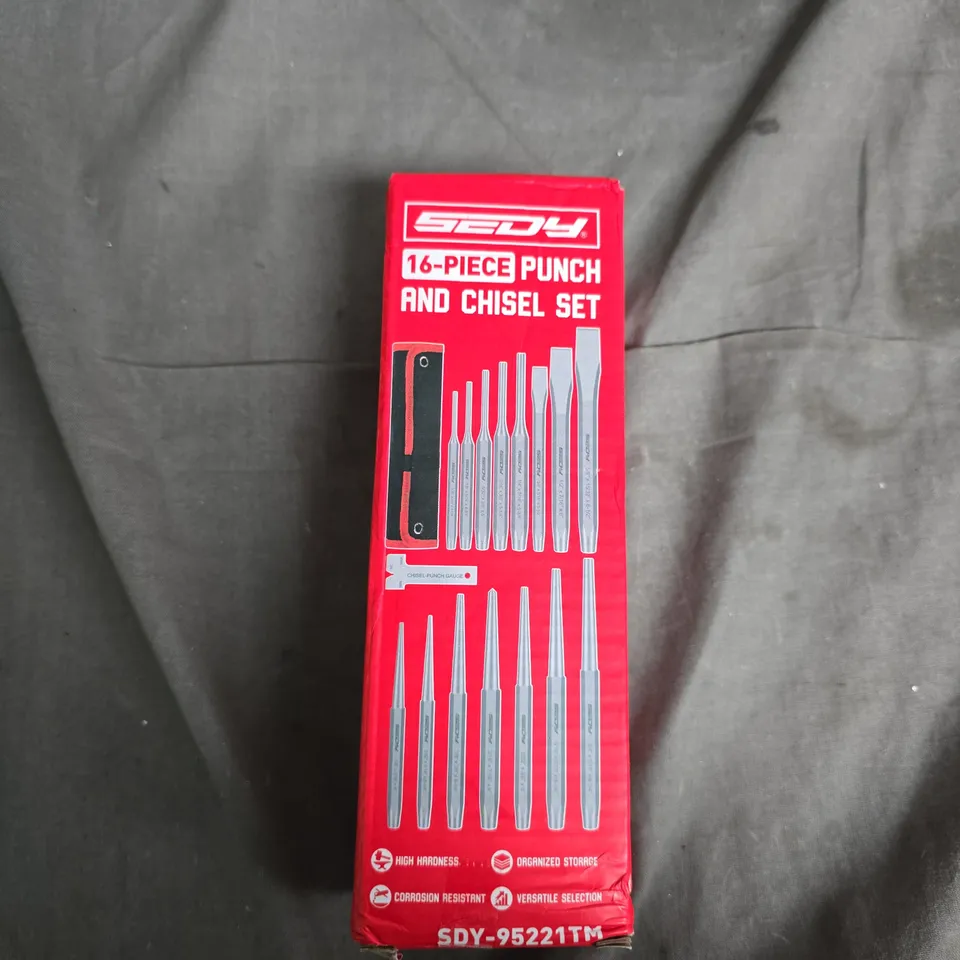 SEDY®
16-PIECE PUNCH
AND CHISEL SET
CHISEL-PUNCH GAUGE
HIGH HARDNESS
ORGANIZED STORAGE
CORROSION RESISTANT
VERSATILE SELECTION
SDY-95221TM